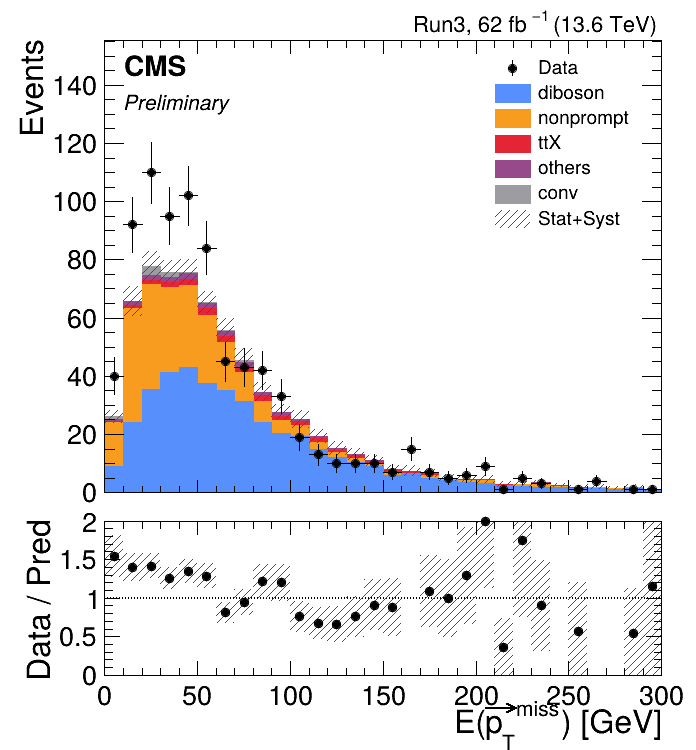 Run3, 62 fb⁻¹ (13.6 TeV)
Events
140
120
100
80
60
40
20
0
CMS
Preliminary
Data
diboson
nonprompt
ttX
others
conv
Stat+Syst
Data / Pred
2
1.5
1
0.5
0
0 50 100 150 200 250 300
E(p⃗_T^miss) [GeV]